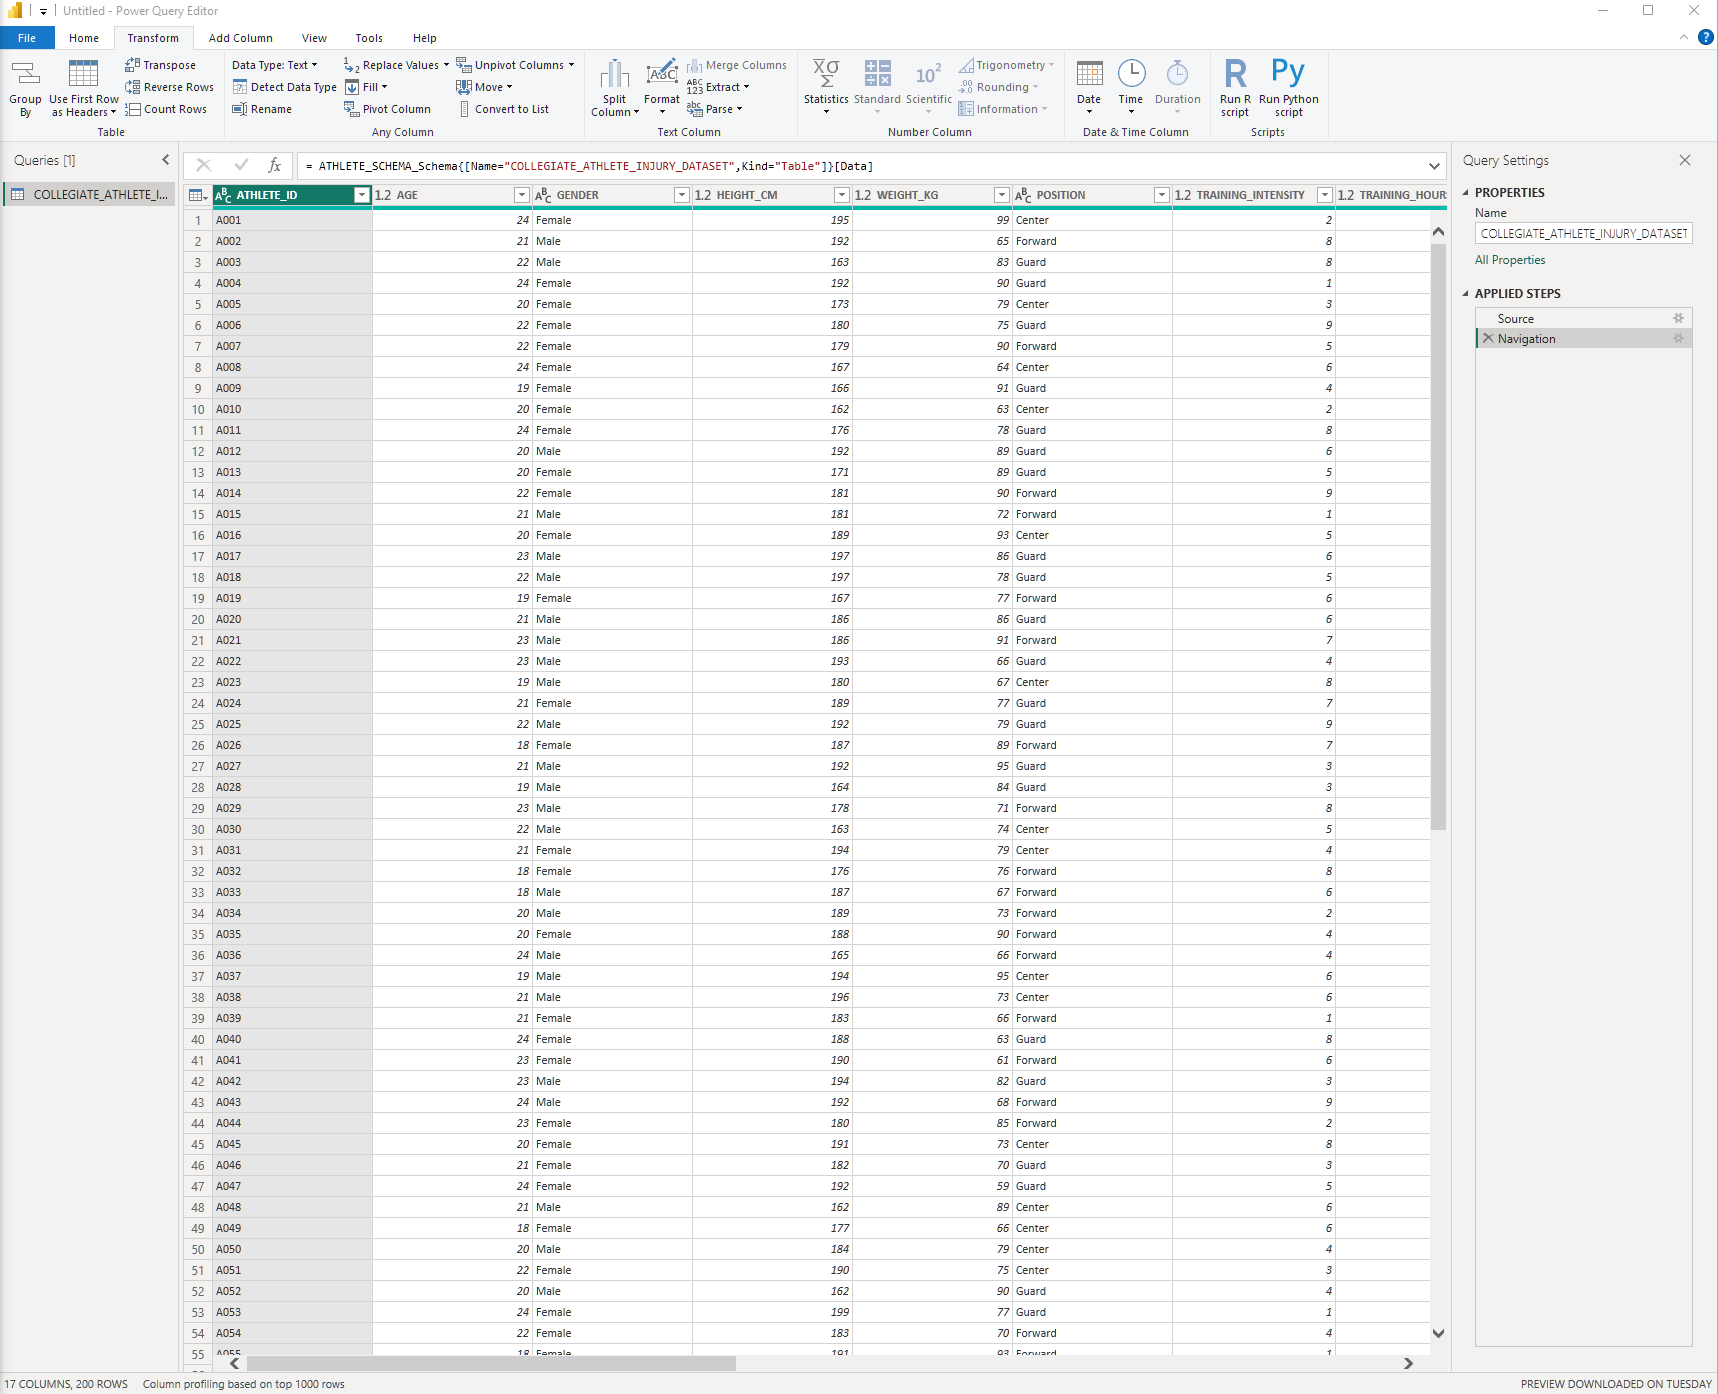 Untitled - Power Query Editor
File Home Transform Add Column View Tools Help
Group By
Use First Row as Headers
Transpose
Reverse Rows
Count Rows
Table
Data Type: Text
Detect Data Type
Rename
Replace Values
Fill
Pivot Column
Unpivot Columns
Move
Convert to List
Any Column
Split Column
Format
Merge Columns
Extract
Parse
Text Column
Statistics
Standard
Scientific
Trigonometry
Rounding
Information
Number Column
Date
Time
Duration
Date & Time Column
Run R script
Run Python script
Scripts
Queries [1]
COLLEGIATE_ATHLETE_I...
= ATHLETE_SCHEMA_Schema{[Name="COLLEGIATE_ATHLETE_INJURY_DATASET",Kind="Table"]}[Data]
ATHLETE_ID 1.2 AGE GENDER 1.2 HEIGHT_CM 1.2 WEIGHT_KG POSITION 1.2 TRAINING_INTENSITY 1.2 TRAINING_HOUR
1 A001 24 Female 195 99 Center 2
2 A002 21 Male 192 65 Forward 8
3 A003 22 Male 163 83 Guard 8
4 A004 24 Female 192 90 Guard 1
5 A005 20 Female 173 79 Center 3
6 A006 22 Female 180 75 Guard 9
7 A007 22 Female 179 90 Forward 5
8 A008 24 Female 167 64 Center 6
9 A009 19 Female 166 91 Guard 4
10 A010 20 Female 162 63 Center 2
11 A011 24 Female 176 78 Guard 8
12 A012 20 Male 192 89 Guard 6
13 A013 20 Female 171 89 Guard 5
14 A014 22 Female 181 90 Forward 9
15 A015 21 Male 181 72 Forward 1
16 A016 20 Female 189 93 Center 5
17 A017 23 Male 197 86 Guard 6
18 A018 22 Male 197 78 Guard 5
19 A019 19 Female 167 77 Forward 6
20 A020 21 Male 186 86 Guard 6
21 A021 23 Male 186 91 Forward 7
22 A022 23 Male 193 66 Guard 4
23 A023 19 Male 180 67 Center 8
24 A024 21 Female 189 77 Guard 7
25 A025 22 Male 192 79 Guard 9
26 A026 18 Female 187 89 Forward 7
27 A027 21 Male 192 95 Guard 3
28 A028 19 Male 164 84 Guard 3
29 A029 23 Male 178 71 Forward 8
30 A030 22 Male 163 74 Center 5
31 A031 21 Female 194 79 Center 4
32 A032 18 Female 176 76 Forward 8
33 A033 18 Male 187 67 Forward 6
34 A034 20 Male 189 73 Forward 2
35 A035 20 Female 188 90 Forward 4
36 A036 24 Male 165 66 Forward 4
37 A037 19 Male 194 95 Center 6
38 A038 21 Male 196 73 Center 6
39 A039 21 Female 183 66 Forward 1
40 A040 24 Female 188 63 Guard 8
41 A041 23 Female 190 61 Forward 6
42 A042 23 Male 194 82 Guard 3
43 A043 24 Male 192 68 Forward 9
44 A044 23 Female 180 85 Forward 2
45 A045 20 Female 191 73 Center 8
46 A046 21 Female 182 70 Guard 3
47 A047 24 Female 192 59 Guard 5
48 A048 21 Male 162 89 Center 6
49 A049 18 Female 177 66 Center 6
50 A050 20 Male 184 79 Center 4
51 A051 22 Female 190 75 Center 3
52 A052 20 Male 162 90 Guard 4
53 A053 24 Female 199 77 Guard 1
54 A054 22 Female 183 70 Forward 4
55 A055 18 Female 191 93 Forward 1
Query Settings
PROPERTIES
Name
COLLEGIATE_ATHLETE_INJURY_DATASET
All Properties
APPLIED STEPS
Source
Navigation
17 COLUMNS, 200 ROWS Column profiling based on top 1000 rows
PREVIEW DOWNLOADED ON TUESDAY